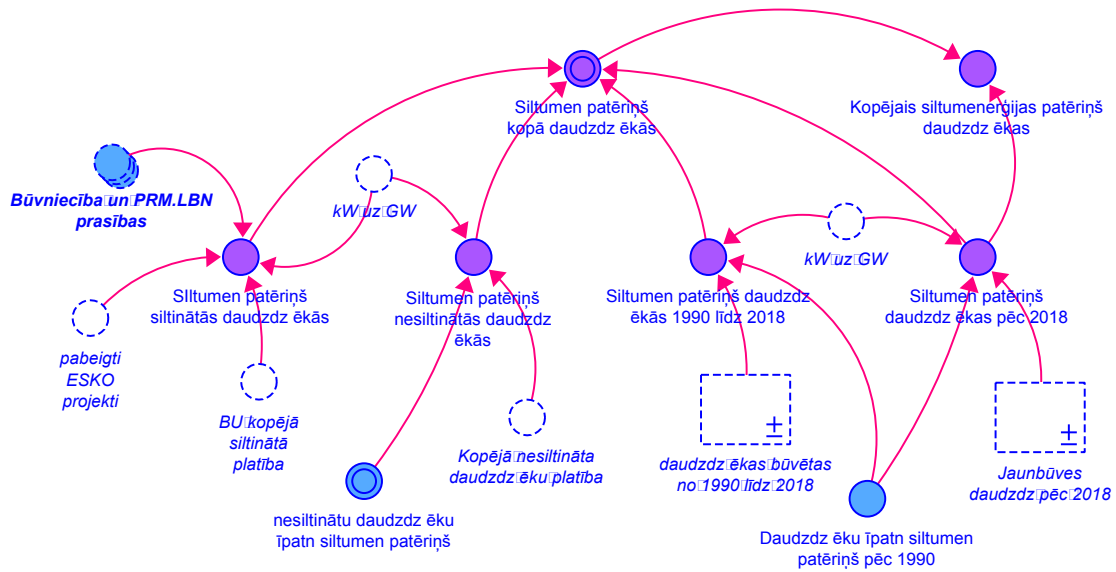 Siltumen patēriņš
kopā daudzdz ēkās
Kopējais siltumenerģijas patēriņš
daudzdz ēkas
Būvniecība un PRM.LBN
prasības
kW uz GW
kW uz GW
SIltumen patēriņš
siltinātās daudzdz ēkās
Siltumen patēriņš
nesiltinātās daudzdz
ēkās
Siltumen patēriņš daudzdz
ēkās 1990 līdz 2018
Siltumen patēriņš
daudzdz ēkas pēc 2018
pabeigti
ESKO
projekti
BU kopējā
siltinātā
platība
Kopējā nesiltināta
daudzdz ēku platība
daudzdz ēkas būvētas
no 1990 līdz 2018
Jaunbūves
daudzdz pēc 2018
nesiltinātu daudzdz ēku
īpatn siltumen patēriņš
Daudzdz ēku īpatn siltumen
patēriņš pēc 1990